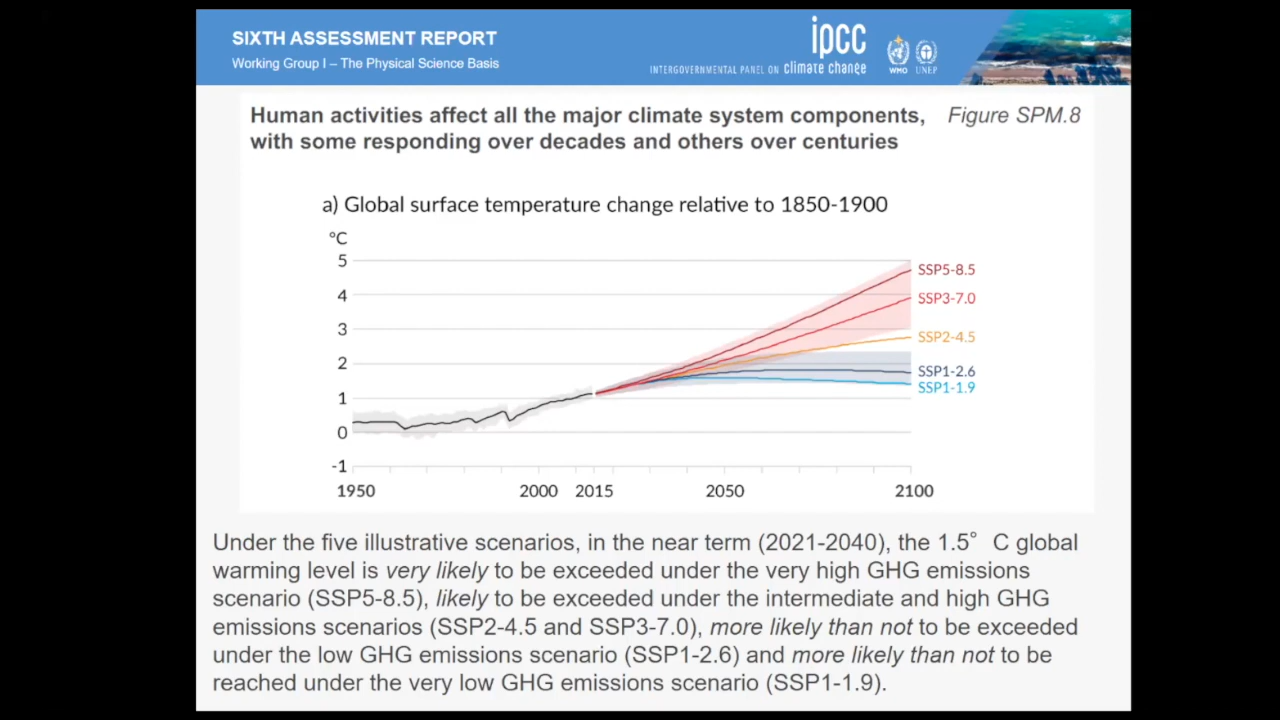 SIXTH ASSESSMENT REPORT
Working Group I – The Physical Science Basis
ipcc
INTERGOVERNMENTAL PANEL ON climate change
WMO UNEP
Human activities affect all the major climate system components, Figure SPM.8
with some responding over decades and others over centuries
a) Global surface temperature change relative to 1850-1900
°C
5
SSP5-8.5
4
SSP3-7.0
3
SSP2-4.5
2
SSP1-2.6
SSP1-1.9
1
0
-1
1950 2000 2015 2050 2100
Under the five illustrative scenarios, in the near term (2021-2040), the 1.5° C global
warming level is very likely to be exceeded under the very high GHG emissions
scenario (SSP5-8.5), likely to be exceeded under the intermediate and high GHG
emissions scenarios (SSP2-4.5 and SSP3-7.0), more likely than not to be exceeded
under the low GHG emissions scenario (SSP1-2.6) and more likely than not to be
reached under the very low GHG emissions scenario (SSP1-1.9).